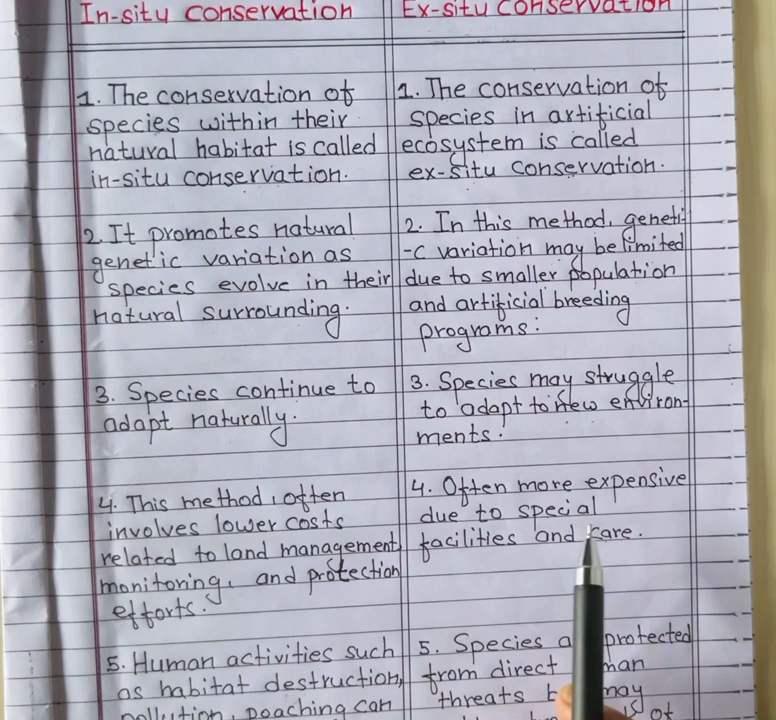 In-situ conservation
1. The conservation of
species within their
natural habitat is called
in-situ conservation.
2. It promotes natural
genetic variation as
species evolve in their
natural surrounding.
3. Species continue to
adapt naturally.
4. This method, often
involves lower costs
related to land management,
monitoring, and protection
efforts.
5. Human activities such
as habitat destruction,
pollution, poaching can
Ex-situ conservation
1. The conservation of
species in artificial
ecosystem is called
ex-situ conservation.
2. In this method, geneti-
-c variation may be limited
due to smaller population
and artificial breeding
programs.
3. Species may struggle
to adapt to new environ-
ments.
4. Often more expensive
due to special
facilities and care.
5. Species protected
from direct
threats may
of